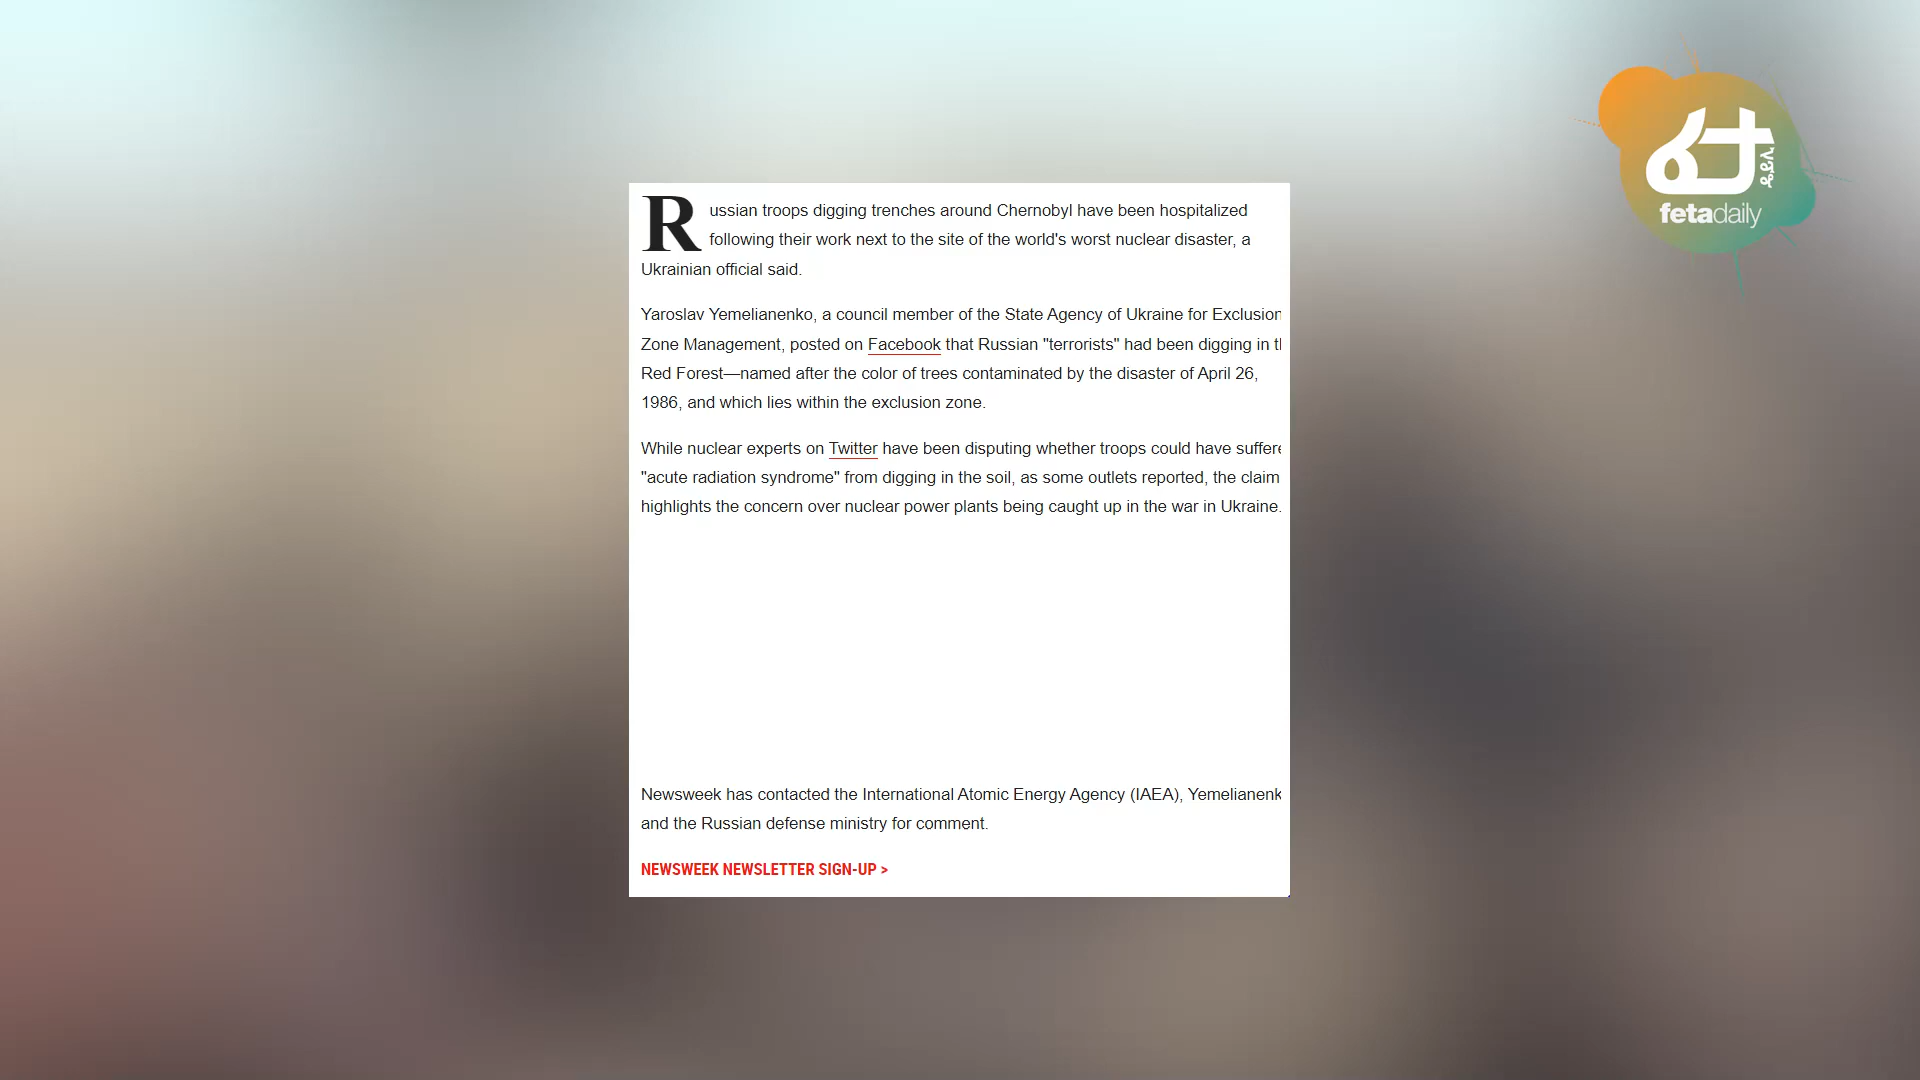 Russian troops digging trenches around Chernobyl have been hospitalized
following their work next to the site of the world's worst nuclear disaster, a
Ukrainian official said.
Yaroslav Yemelianenko, a council member of the State Agency of Ukraine for Exclusion
Zone Management, posted on Facebook that Russian "terrorists" had been digging in
Red Forest—named after the color of trees contaminated by the disaster of April 26,
1986, and which lies within the exclusion zone.
While nuclear experts on Twitter have been disputing whether troops could have suffere
"acute radiation syndrome" from digging in the soil, as some outlets reported, the claim
highlights the concern over nuclear power plants being caught up in the war in Ukraine.
Newsweek has contacted the International Atomic Energy Agency (IAEA), Yemelianenk
and the Russian defense ministry for comment.
NEWSWEEK NEWSLETTER SIGN-UP >
ፈታ
fetadaily